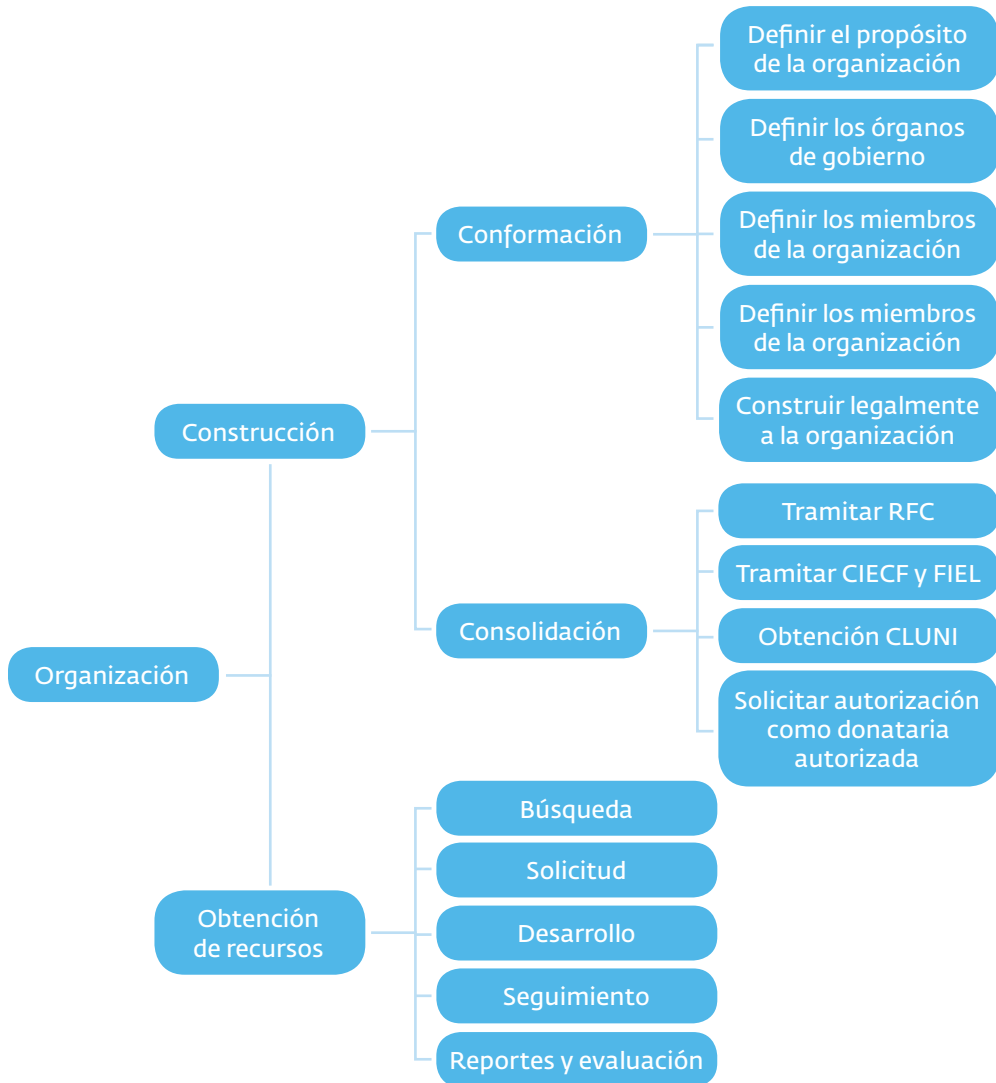 Definir el propósito
de la organización
Definir los órganos
de gobierno
Conformación
Definir los miembros
de la organización
Definir los miembros
de la organización
Construcción
Construir legalmente
a la organización
Tramitar RFC
Tramitar CIECF y FIEL
Consolidación
Obtención CLUNI
Organización
Solicitar autorización
como donataria
autorizada
Búsqueda
Solicitud
Obtención
de recursos
Desarrollo
Seguimiento
Reportes y evaluación